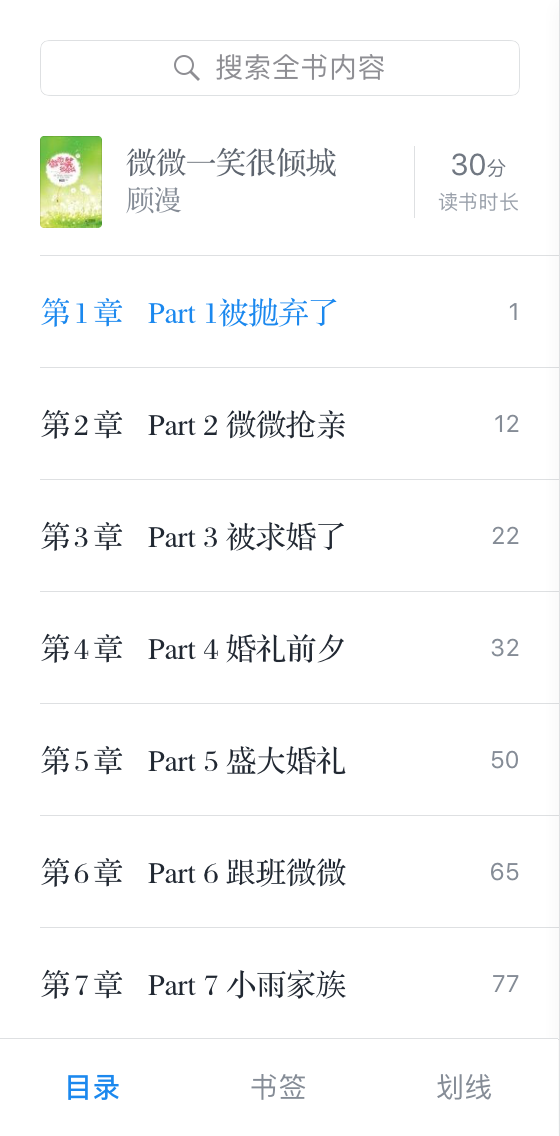 搜索全书内容
微微一笑很倾城
顾漫
30分
读书时长
第1章 Part 1被抛弃了 1
第2章 Part 2 微微抢亲 12
第3章 Part 3 被求婚了 22
第4章 Part 4 婚礼前夕 32
第5章 Part 5 盛大婚礼 50
第6章 Part 6 跟班微微 65
第7章 Part 7 小雨家族 77
目录 书签 划线